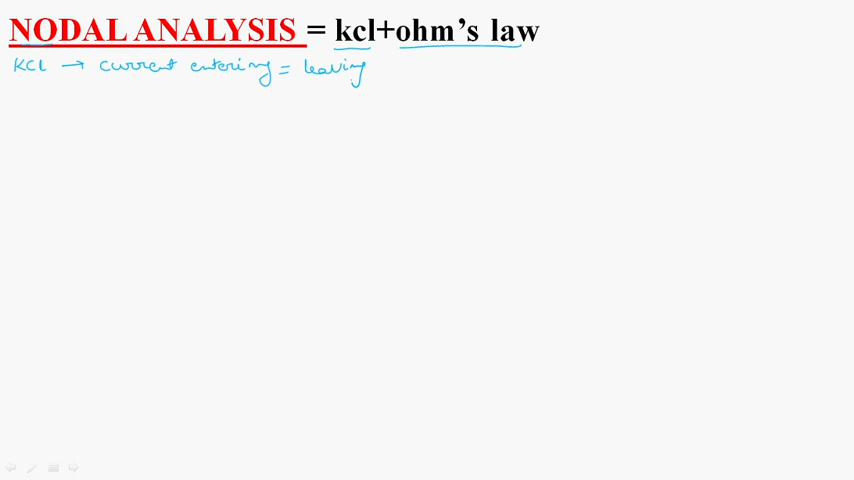 NODAL ANALYSIS = kcl+ohm’s law
KCL → current entering = leaving